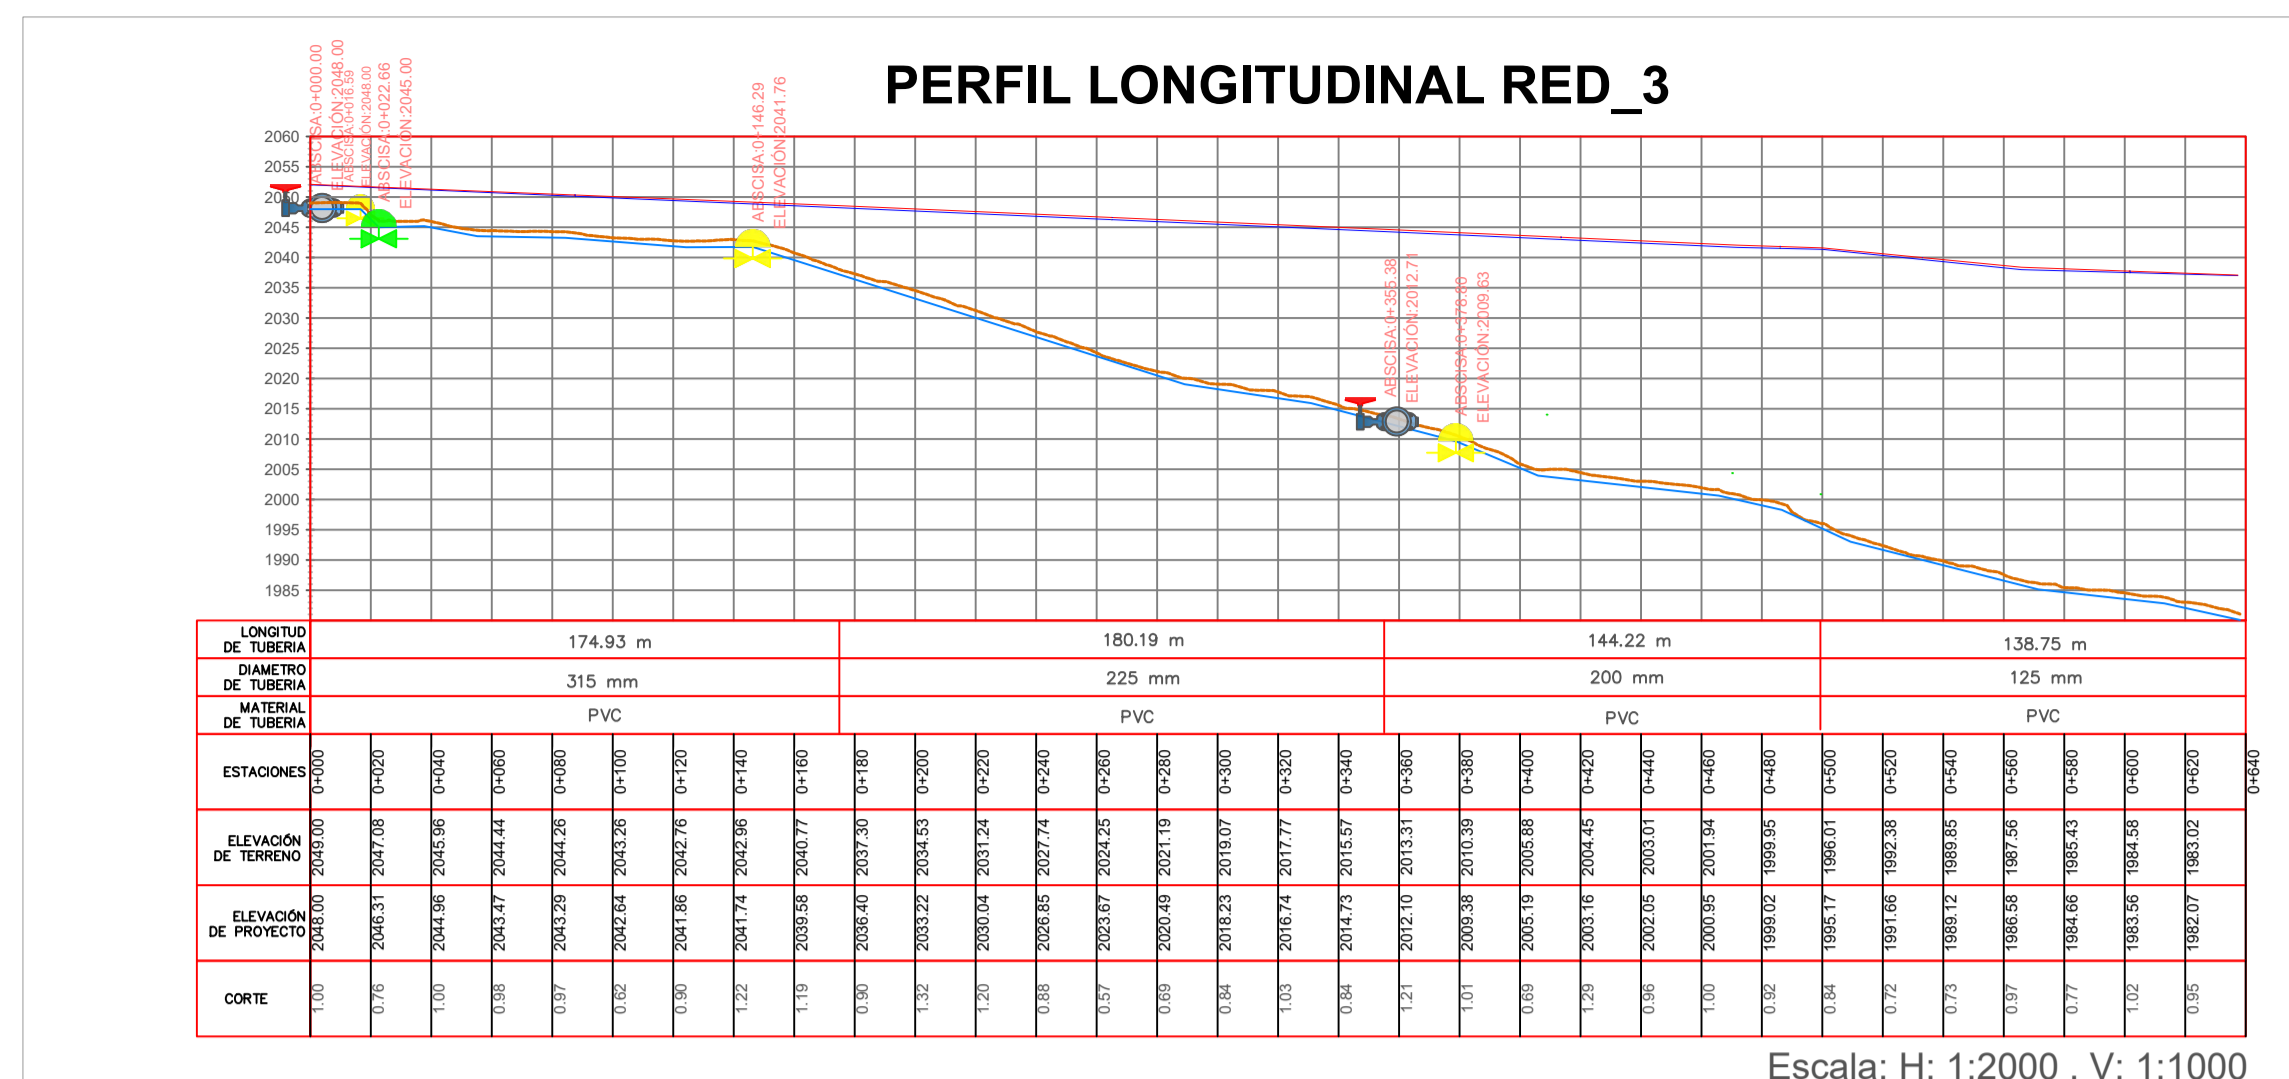 PERFIL LONGITUDINAL RED_3
ABSCISA:0+000.00
ELEVACIÓN:2048.00
ABSCISA:0+016.59
ELEVACIÓN:2048.00
ABSCISA:0+022.66
ELEVACIÓN:2045.00
ABSCISA:0+146.29
ELEVACIÓN:2041.76
ABSCISA:0+355.38
ELEVACIÓN:2012.71
ABSCISA:0+378.80
ELEVACIÓN:2009.63
2060
2055
2050
2045
2040
2035
2030
2025
2020
2015
2010
2005
2000
1995
1990
1985
LONGITUD
DE TUBERIA
174.93 m 180.19 m 144.22 m 138.75 m
DIAMETRO
DE TUBERIA
315 mm 225 mm 200 mm 125 mm
MATERIAL
DE TUBERIA
PVC PVC PVC PVC
ESTACIONES
0+000 0+020 0+040 0+060 0+080 0+100 0+120 0+140 0+160 0+180 0+200 0+220 0+240 0+260 0+280 0+300 0+320 0+340 0+360 0+380 0+400 0+420 0+440 0+460 0+480 0+500 0+520 0+540 0+560 0+580 0+600 0+620 0+640
ELEVACIÓN
DE TERRENO
2049.00 2047.08 2045.96 2044.44 2044.26 2043.26 2042.76 2042.96 2040.77 2037.30 2034.53 2031.24 2027.74 2024.25 2021.19 2019.07 2017.77 2015.57 2013.31 2010.39 2005.88 2004.45 2003.01 2001.94 1999.95 1996.01 1992.38 1989.85 1987.56 1985.43 1984.58 1983.02
ELEVACIÓN
DE PROYECTO
2048.00 2046.31 2044.96 2043.47 2043.29 2042.64 2041.86 2041.74 2039.58 2036.40 2033.22 2030.04 2026.85 2023.67 2020.49 2018.23 2016.74 2014.73 2012.10 2009.38 2005.19 2003.16 2002.05 2000.95 1999.02 1995.17 1991.66 1989.12 1986.58 1984.66 1983.56 1982.07
CORTE
1.00 0.76 1.00 0.98 0.97 0.62 0.90 1.22 1.19 0.90 1.32 1.20 0.88 0.57 0.69 0.84 1.03 0.84 1.21 1.01 0.69 1.29 0.96 1.00 0.92 0.84 0.72 0.73 0.97 0.77 1.02 0.95
Escala: H: 1:2000 . V: 1:1000